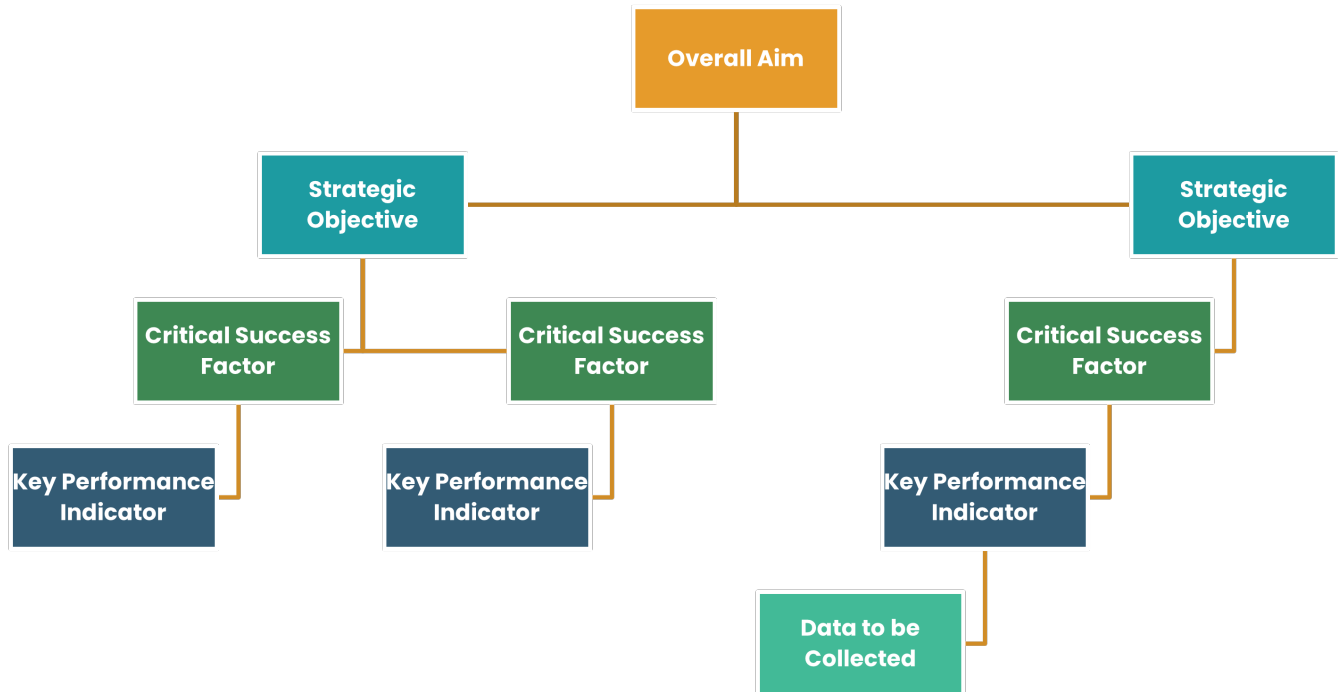 Overall Aim
Strategic
Objective
Strategic
Objective
Critical Success
Factor
Critical Success
Factor
Critical Success
Factor
Key Performance
Indicator
Key Performance
Indicator
Key Performance
Indicator
Data to be
Collected